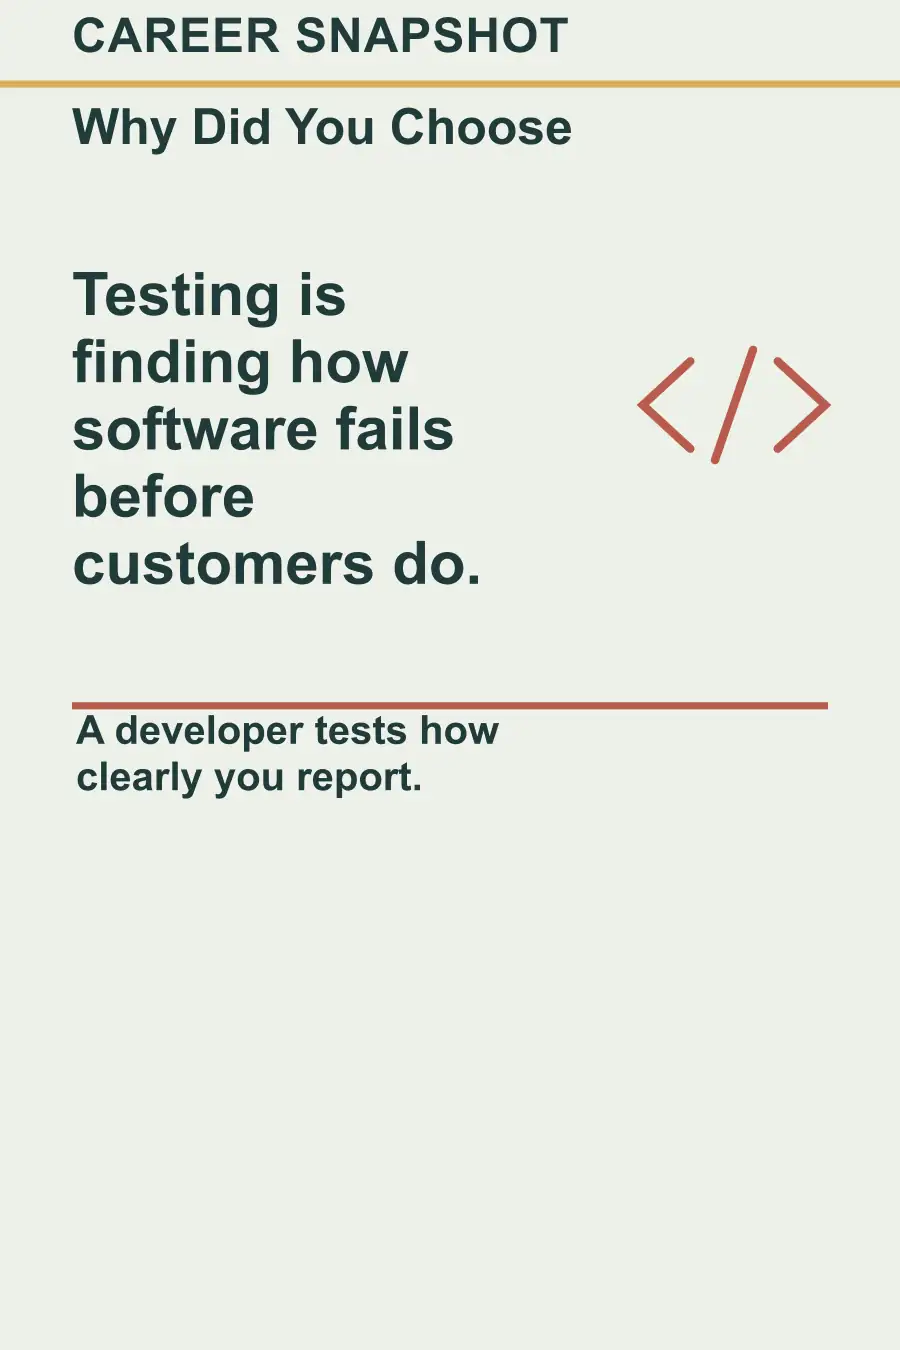 CAREER SNAPSHOT
Why Did You Choose
Testing is
finding how
software fails
before
customers do.
A developer tests how
clearly you report.